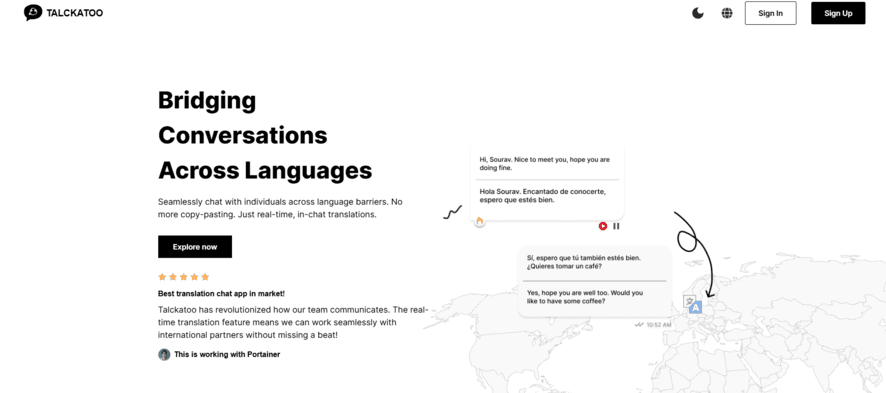 TALCKATOO
Sign In
Sign Up
Bridging
Conversations
Across Languages
Seamlessly chat with individuals across language barriers. No
more copy-pasting. Just real-time, in-chat translations.
Explore now
Best translation chat app in market!
Talckatoo has revolutionized how our team communicates. The real-
time translation feature means we can work seamlessly with
international partners without missing a beat!
This is working with Portainer
Hi, Sourav. Nice to meet you, hope you are
doing fine.
Hola Sourav. Encantado de conocerte,
espero que estés bien.
Sí, espero que tú también estés bien.
¿Quieres tomar un café?
Yes, hope you are well too. Would you
like to have some coffee?
A
10:52 AM